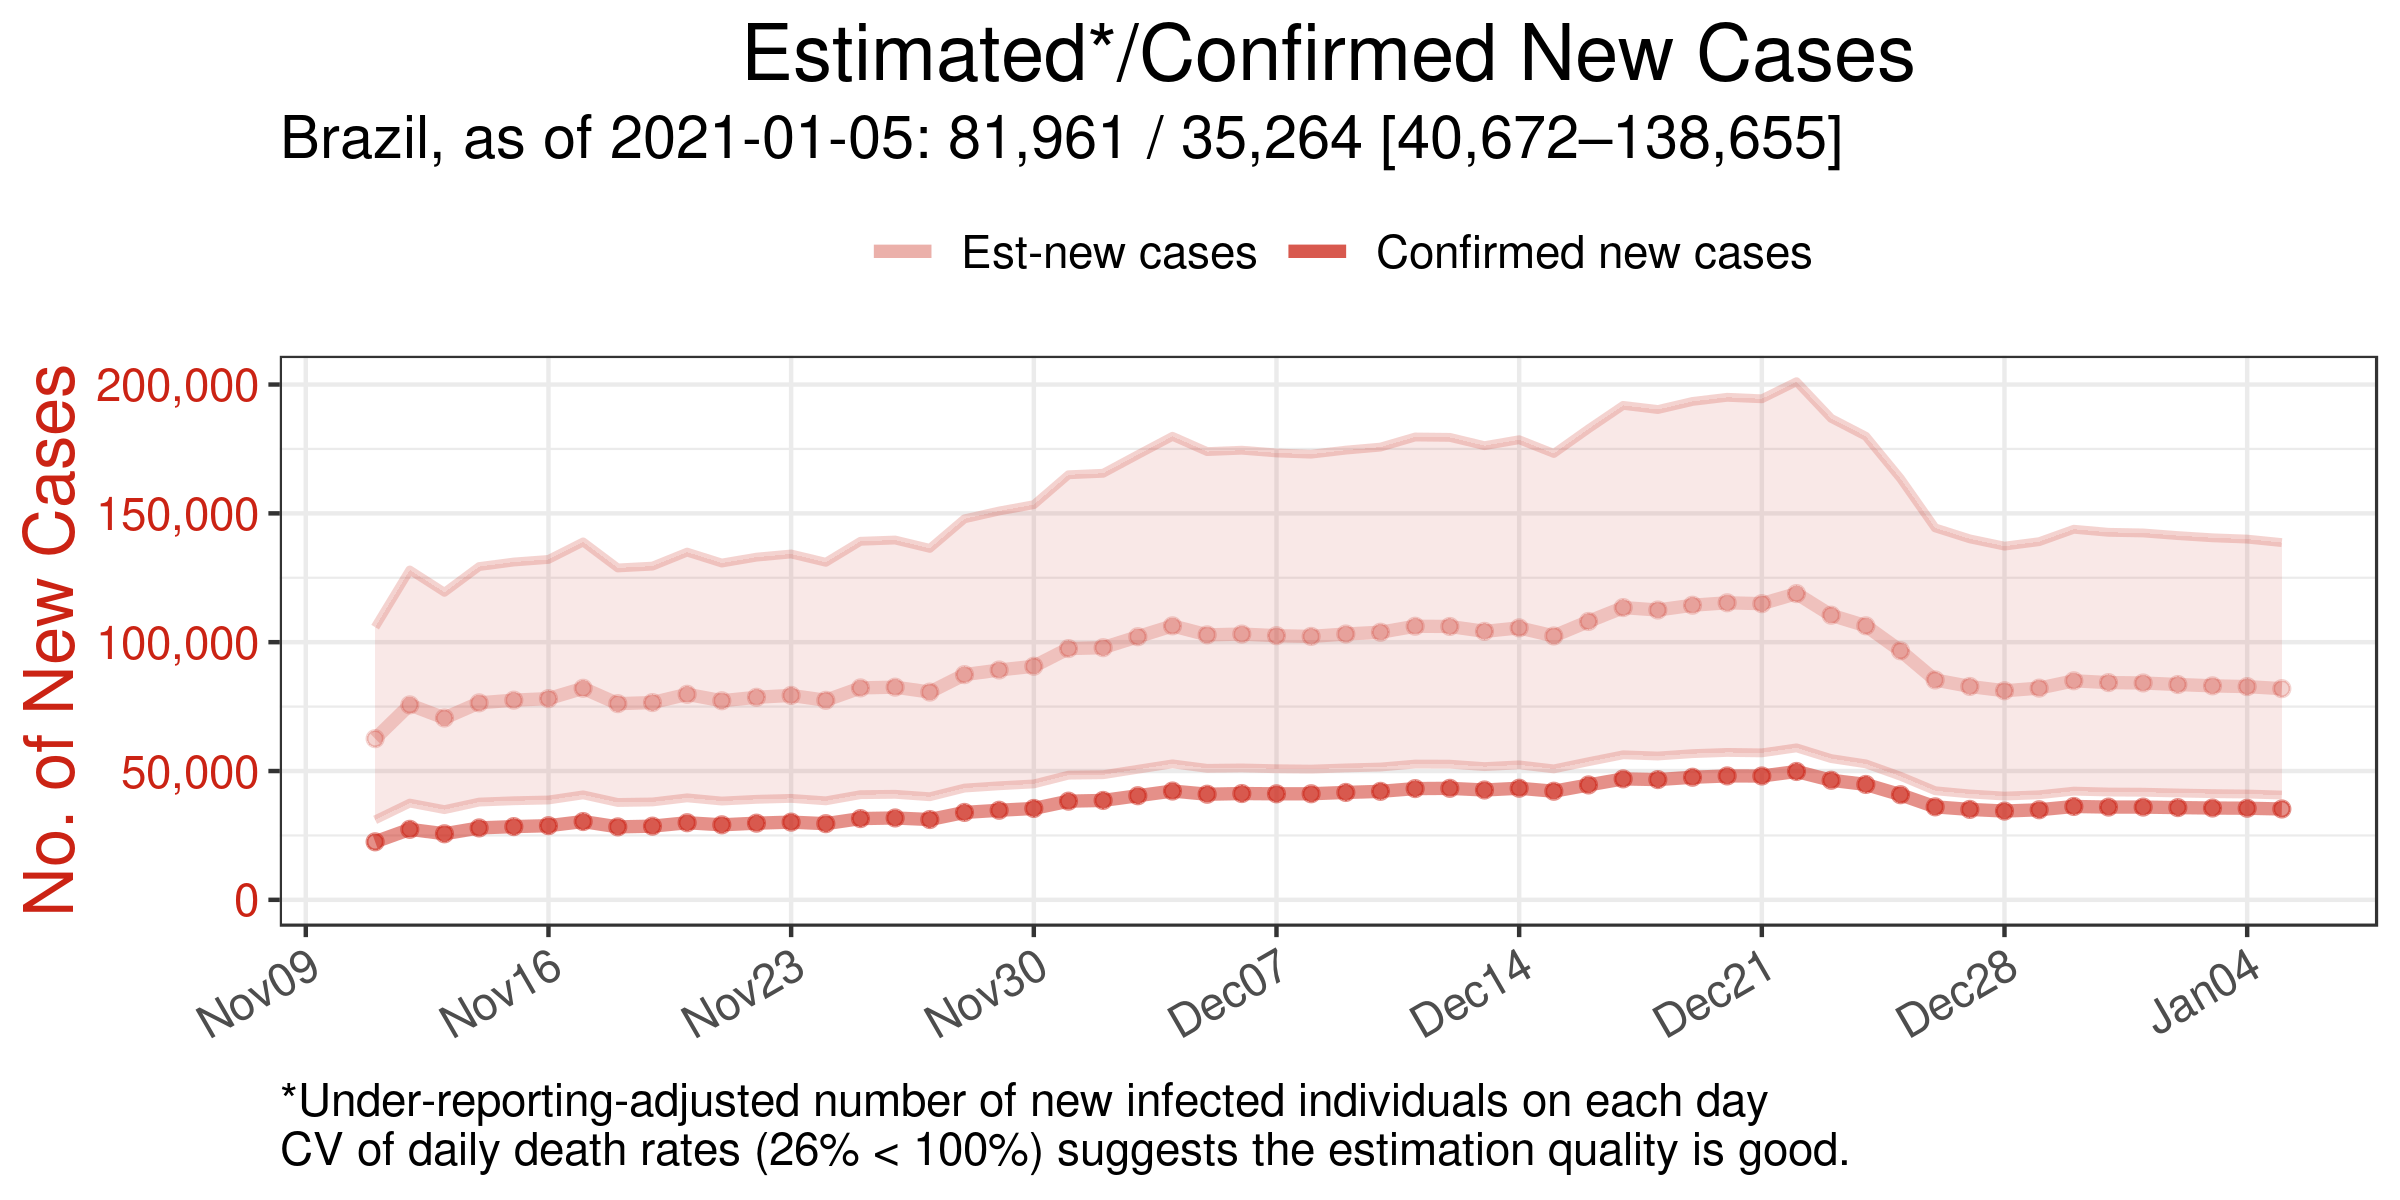 Estimated*/Confirmed New Cases
Brazil, as of 2021-01-05: 81,961 / 35,264 [40,672–138,655]
Est-new cases Confirmed new cases
No. of New Cases
200,000
150,000
100,000
50,000
0
Nov09 Nov16 Nov23 Nov30 Dec07 Dec14 Dec21 Dec28 Jan04
*Under-reporting-adjusted number of new infected individuals on each day
CV of daily death rates (26% < 100%) suggests the estimation quality is good.